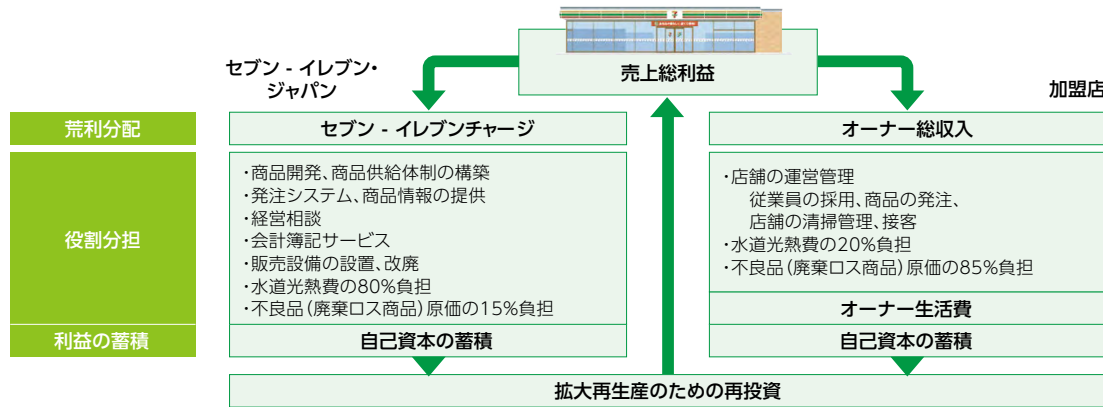 売上総利益
セブン - イレブン・
ジャパン
加盟店
荒利分配
セブン - イレブンチャージ
オーナー総収入
役割分担
・商品開発、商品供給体制の構築
・発注システム、商品情報の提供
・経営相談
・会計簿記サービス
・販売設備の設置、改廃
・水道光熱費の80%負担
・不良品(廃棄ロス商品)原価の15%負担
・店舗の運営管理
従業員の採用、商品の発注、
店舗の清掃管理、接客
・水道光熱費の20%負担
・不良品(廃棄ロス商品)原価の85%負担
オーナー生活費
利益の蓄積
自己資本の蓄積
自己資本の蓄積
拡大再生産のための再投資